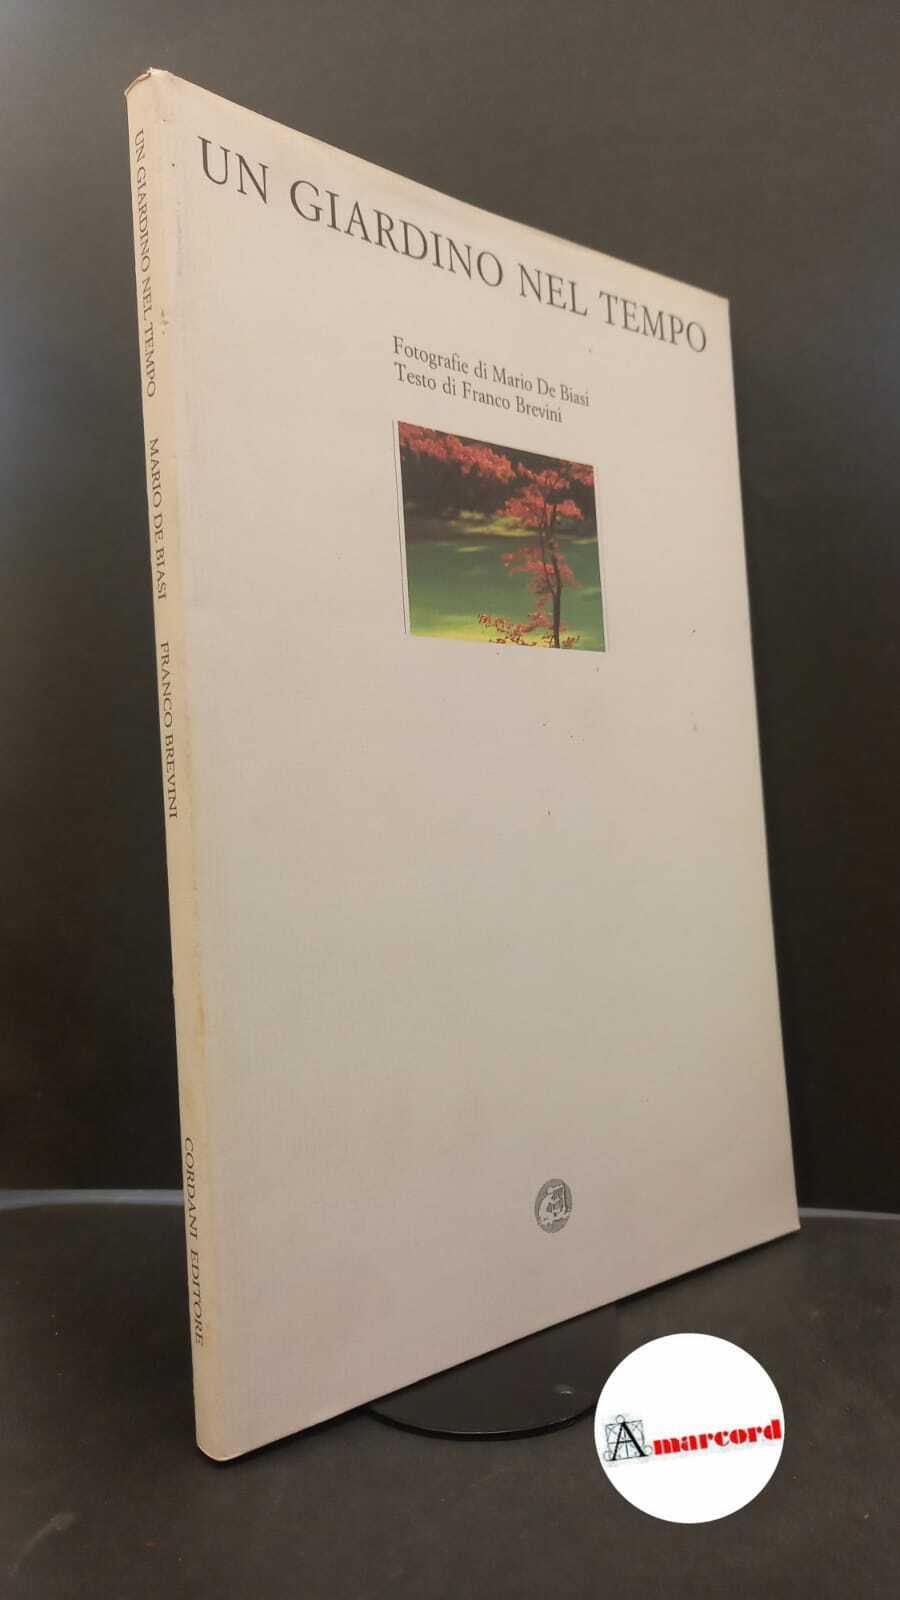 UN GIARDINO NEL TEMPO
Fotografie di Mario De Biasi
Testo di Franco Brevini
UN GIARDINO NEL TEMPO MARIO DE BIASI FRANCO BREVINI CORDANI EDITORE
Amarcord